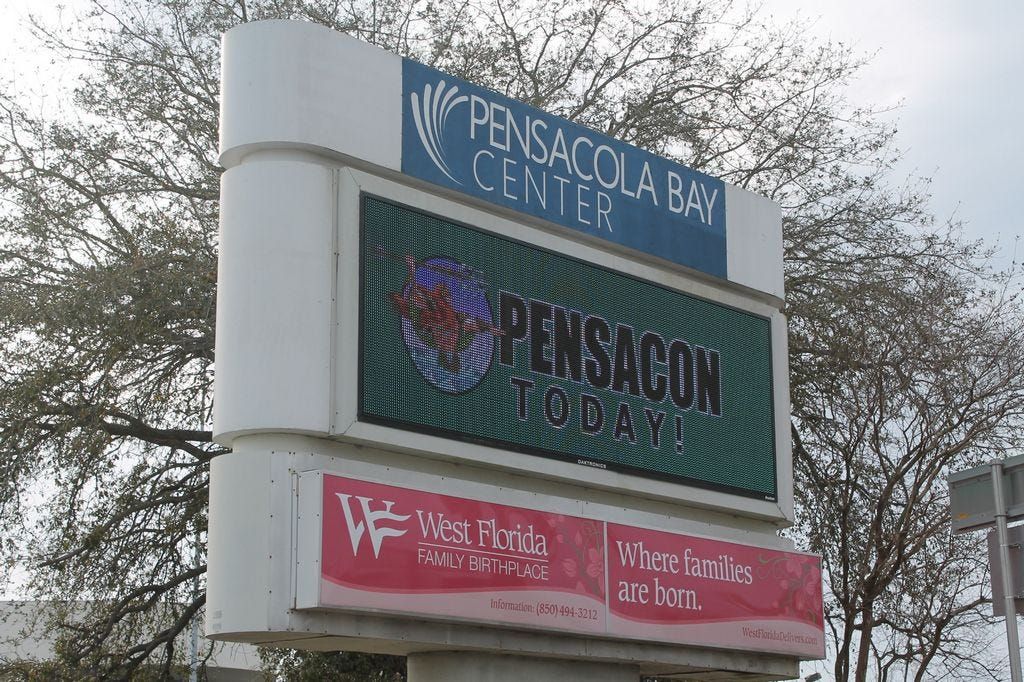 PENSACOLA BAY
CENTER
PENSACON
TODAY!
DAKTRONICS
WF West Florida
FAMILY BIRTHPLACE
Information: (850) 494-3212
Where families
are born.
WestFloridaDelivers.com